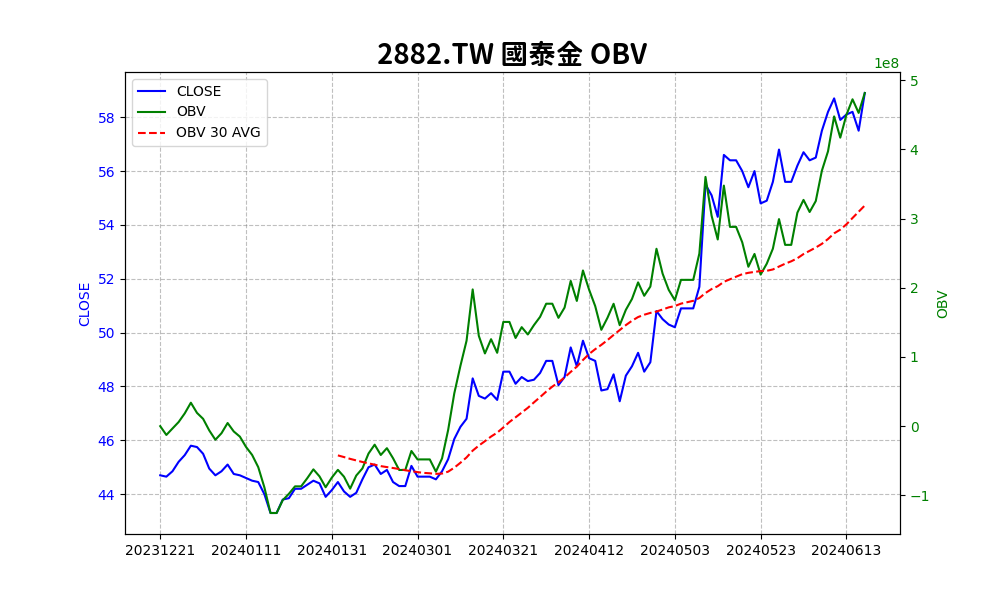 2882.TW 國泰金 OBV
1e8
CLOSE
OBV
OBV 30 AVG
58
56
54
52
50
48
46
44
CLOSE
5
4
3
2
1
0
−1
OBV
20231221 20240111 20240131 20240301 20240321 20240412 20240503 20240523 20240613